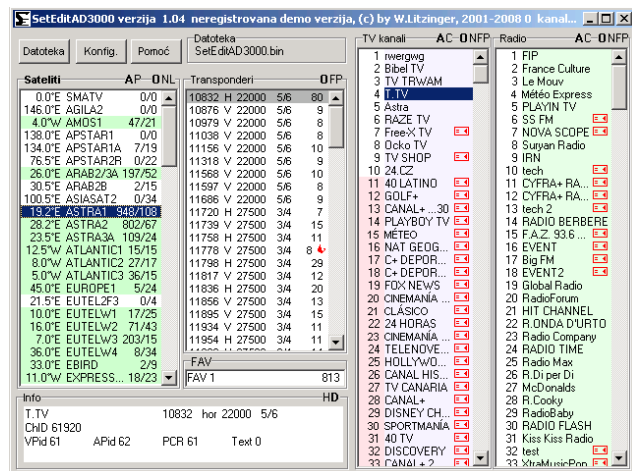 SetEditAD3000 verzija 1.04 neregistrovana demo verzija, (c) by W.Litzinger, 2001-2008 0 kanal...
Datoteka
Konfig.
Pomoć
Datoteka
SetEditAD3000.bin
Sateliti AP ONL
0.0°E SMATV 0/0
146.0°E AGILA2 0/0
4.0°W AMOS1 47/21
138.0°E APSTAR1 0/0
134.0°E APSTAR1A 7/19
76.5°E APSTAR2R 0/22
26.0°E ARAB2/3A 197/52
30.5°E ARAB2B 2/15
100.5°E ASIASAT2 0/34
19.2°E ASTRA1 948/108
28.2°E ASTRA2 802/67
23.5°E ASTRA3A 109/24
12.5°W ATLANTIC1 15/15
8.0°W ATLANTIC2 27/17
5.0°W ATLANTIC3 36/15
45.0°E EUROPE1 5/24
21.5°E EUTEL2F3 0/4
10.0°E EUTELW1 17/25
16.0°E EUTELW2 71/43
7.0°E EUTELW3 203/15
36.0°E EUTELW4 8/34
33.0°E EBIRD 2/9
11.0°W EXPRESS... 18/23
Transponderi OFP
10832 H 22000 5/6 80
10876 V 22000 5/6 9
10979 V 22000 5/6 8
11038 V 22000 5/6 8
11156 V 22000 5/6 10
11318 V 22000 5/6 9
11568 V 22000 5/6 10
11597 V 22000 5/6 8
11686 V 22000 5/6 9
11720 H 27500 3/4 7
11739 V 27500 3/4 15
11758 H 27500 3/4 11
11778 V 27500 3/4 8
11798 H 27500 3/4 29
11817 V 27500 3/4 12
11836 H 27500 3/4 20
11856 V 27500 3/4 13
11895 V 27500 3/4 15
11934 V 27500 3/4 11
11954 H 27500 3/4 11
FAV
FAV 1 813
Info HD
T.TV 10832 hor 22000 5/6
ChID 61920
VPid 61 APid 62 PCR 61 Text 0
TV kanali AC ONFP
1 rwergwg
2 Bibel TV
3 TV TRWAM
4 T.TV
5 Astra
6 RAZE TV
7 Free-X TV
8 Ocko TV
9 TV SHOP
10 24.CZ
11 40 LATINO
12 GOLF+
13 CANAL+ ...30
14 PLAYBOY TV
15 MÉTEO
16 NAT GEOG...
17 C+ DEPOR...
18 C+ DEPOR...
19 FOX NEWS
20 CINEMANÍA ...
21 CLÁSICO
22 24 HORAS
23 CINEMANÍA ...
24 TELENOVE...
25 HOLLYWO...
26 CANAL HIS...
27 TV CANARIA
28 CANAL+
29 DISNEY CH...
30 SPORTMANÍA
31 40 TV
32 DISCOVERY
33 CANAL+ 2
Radio AC ONFP
1 FIP
2 France Culture
3 Le Mouv
4 Météo Express
5 PLAYIN TV
6 SS FM
7 NOVA SCOPE
8 Suryan Radio
9 IRN
10 tech
11 CYFRA+ RA...
12 CYFRA+ RA...
13 tech 2
14 RADIO BERBERE
15 F.A.Z. 93.6 ...
16 EVENT
17 Big FM
18 EVENT2
19 Global Radio
20 RadioForum
21 HIT CHANNEL
22 R.ONDA D'URTO
23 Radio Company
24 RADIO TIME
25 Radio Max
26 R.Di per Di
27 McDonalds
28 R.Cooky
29 RadioBaby
30 RADIO FLASH
31 Kiss Kiss Radio
32 test
33 XtraMusicPop